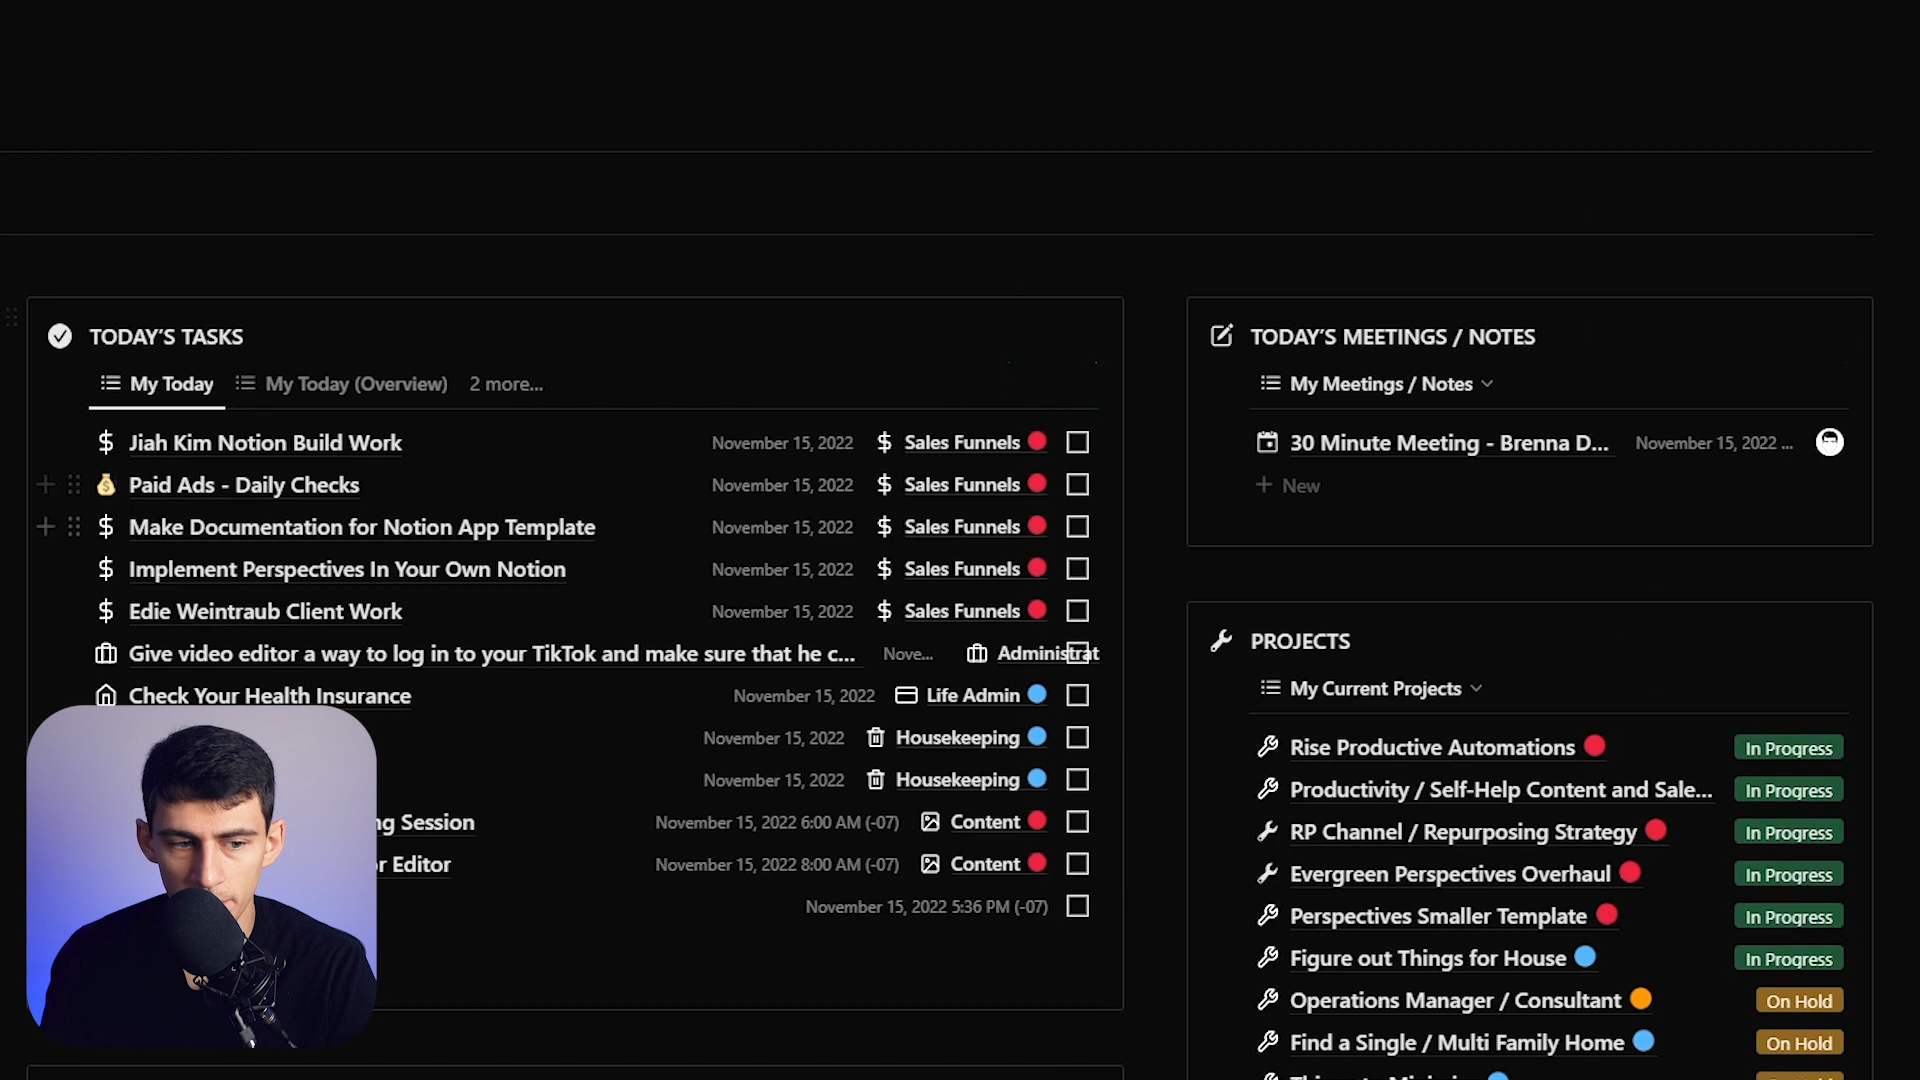 TODAY'S TASKS
My Today My Today (Overview) 2 more...
Jiah Kim Notion Build Work November 15, 2022 Sales Funnels
Paid Ads - Daily Checks November 15, 2022 Sales Funnels
Make Documentation for Notion App Template November 15, 2022 Sales Funnels
Implement Perspectives In Your Own Notion November 15, 2022 Sales Funnels
Edie Weintraub Client Work November 15, 2022 Sales Funnels
Give video editor a way to log in to your TikTok and make sure that he c... Nove... Administrat
Check Your Health Insurance November 15, 2022 Life Admin
November 15, 2022 Housekeeping
November 15, 2022 Housekeeping
ng Session November 15, 2022 6:00 AM (-07) Content
or Editor November 15, 2022 8:00 AM (-07) Content
November 15, 2022 5:36 PM (-07)
TODAY'S MEETINGS / NOTES
My Meetings / Notes
30 Minute Meeting - Brenna D... November 15, 2022 ...
New
PROJECTS
My Current Projects
Rise Productive Automations In Progress
Productivity / Self-Help Content and Sale... In Progress
RP Channel / Repurposing Strategy In Progress
Evergreen Perspectives Overhaul In Progress
Perspectives Smaller Template In Progress
Figure out Things for House In Progress
Operations Manager / Consultant On Hold
Find a Single / Multi Family Home On Hold